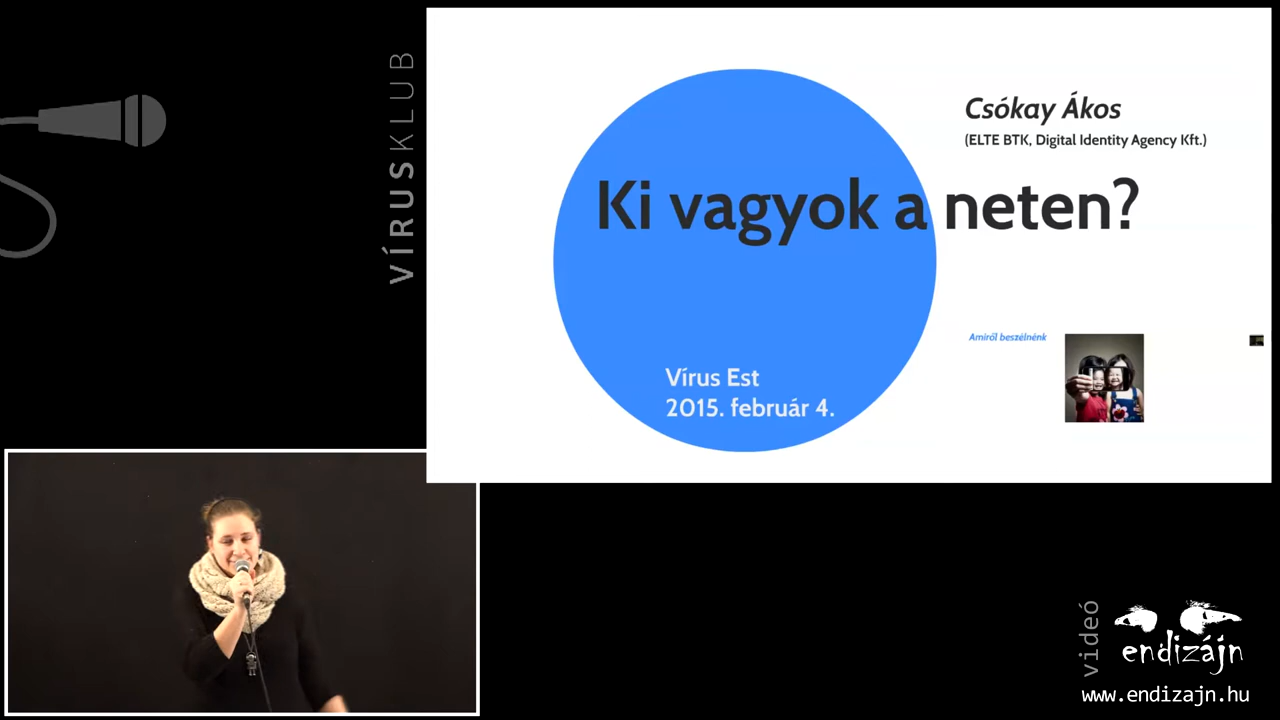 VÍRUSKLUB
Csókay Ákos
(ELTE BTK, Digital Identity Agency Kft.)
Ki vagyok a neten?
Amiről beszélnénk
Vírus Est
2015. február 4.
videó
endizájn
www.endizajn.hu